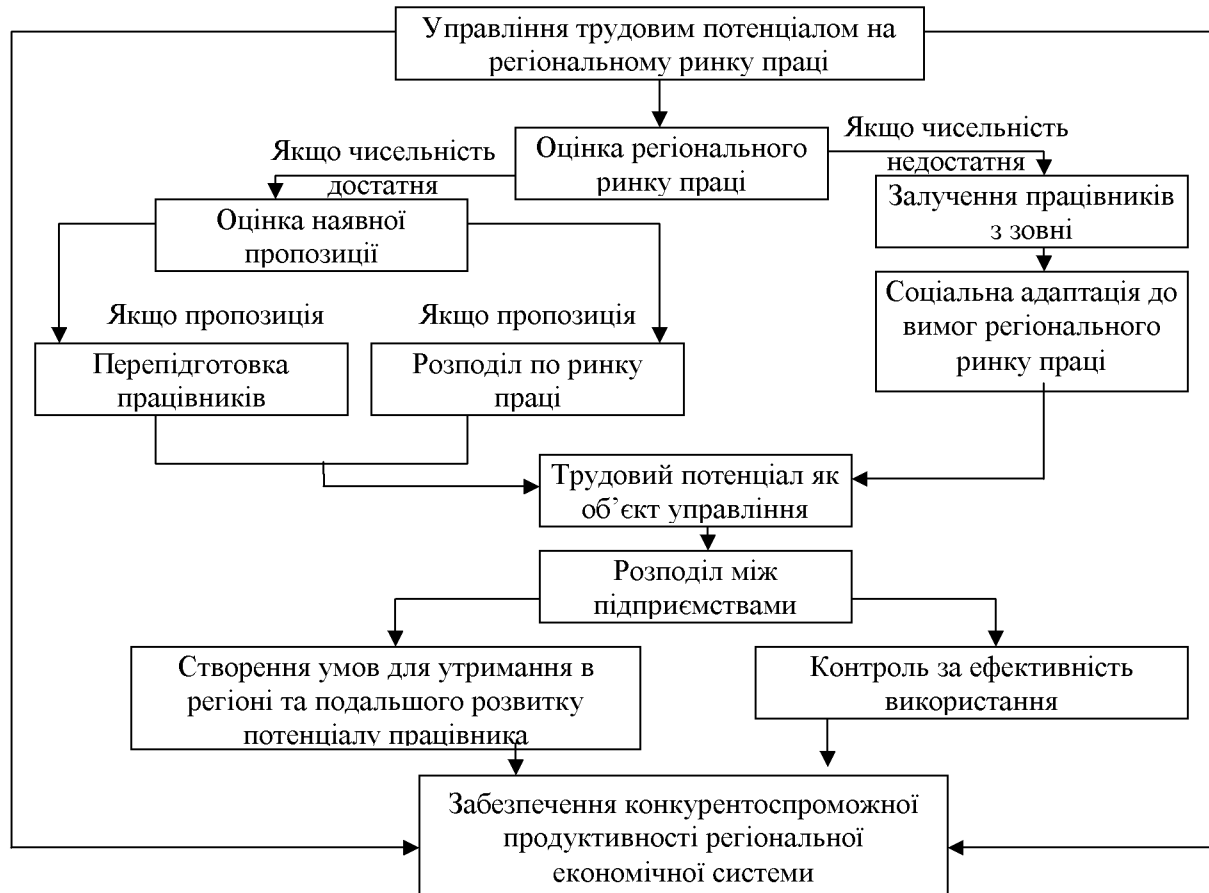 Управління трудовим потенціалом на
регіональному ринку праці
Якщо чисельність
достатня
Оцінка регіонального
ринку праці
Якщо чисельність
недостатня
Оцінка наявної
пропозиції
Залучення працівників
з зовні
Соціальна адаптація до
вимог регіонального
ринку праці
Якщо пропозиція
Якщо пропозиція
Перепідготовка
працівників
Розподіл по ринку
праці
Трудовий потенціал як
об’єкт управління
Розподіл між
підприємствами
Створення умов для утримання в
регіоні та подальшого розвитку
потенціалу працівника
Контроль за ефективність
використання
Забезпечення конкурентоспроможної
продуктивності регіональної
економічної системи